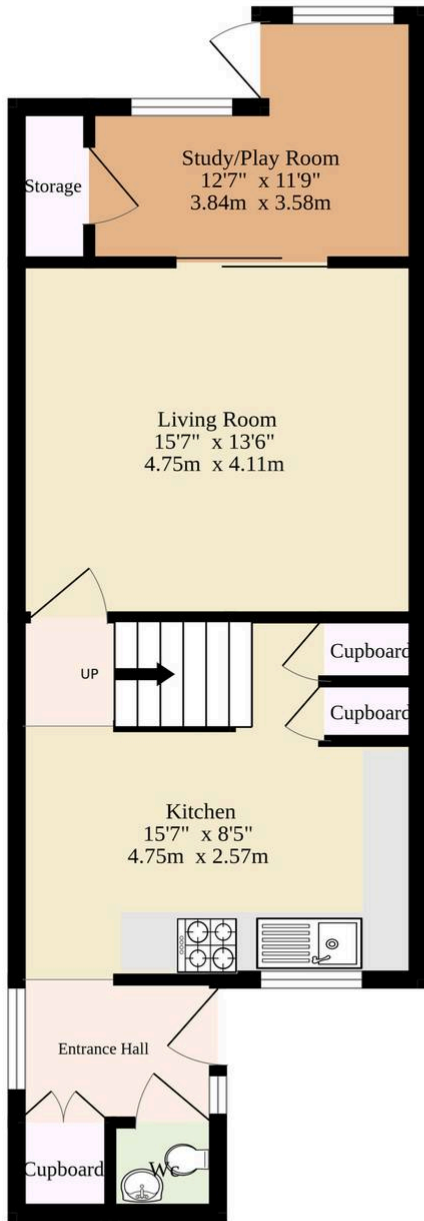 Study/Play Room
12'7" x 11'9"
3.84m x 3.58m
Storage
Living Room
15'7" x 13'6"
4.75m x 4.11m
UP
Cupboard
Cupboard
Kitchen
15'7" x 8'5"
4.75m x 2.57m
Entrance Hall
Cupboard
Wc